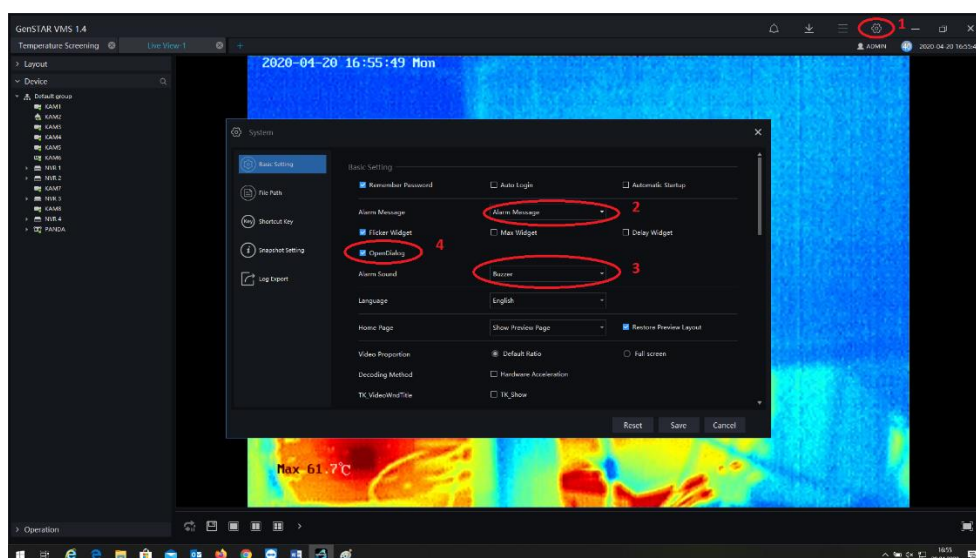 GenSTAR VMS 1.4
1
Temperature Screening
Live View-1
ADMIN
40
2020-04-20 16:55:4
Layout
Device
Default group
KAM1
KAM2
KAM3
KAM4
KAM5
KAM6
NVR 1
NVR 2
KAM7
NVR 3
KAM8
NVR 4
PANDA
2020-04-20 16:55:49 Mon
System
Basic Setting
File Path
Key
Shortcut Key
Snapshot Setting
Log Export
Basic Setting
Remember Password
Auto Login
Automatic Startup
Alarm Message
Alarm Message
2
Flicker Widget
Max Widget
Delay Widget
OpenDialog
4
Alarm Sound
Buzzer
3
Language
English
Home Page
Show Preview Page
Restore Preview Layout
Video Proportion
Default Ratio
Full screen
Decoding Method
Hardware Acceleration
TK_VideoWndTitle
TK_Show
Reset
Save
Cancel
Max 61.7℃
Operation
16:55